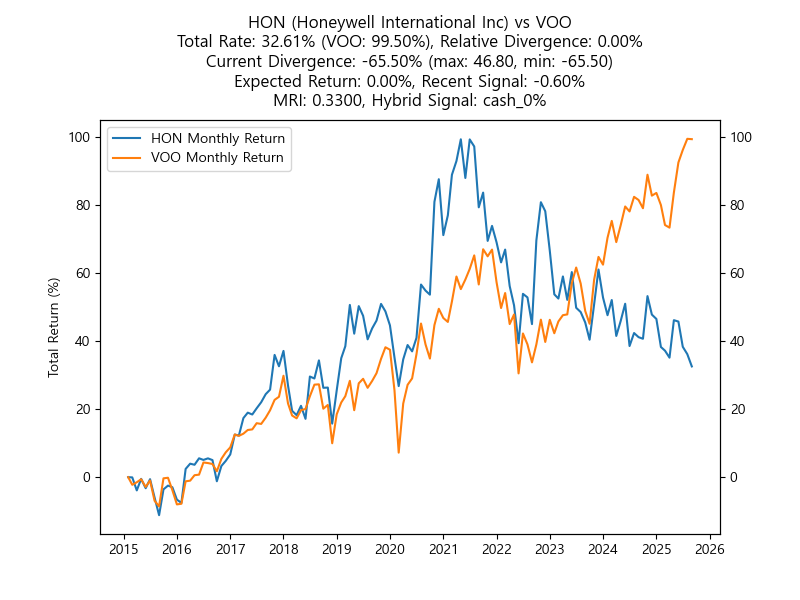 HON (Honeywell International Inc) vs VOO
Total Rate: 32.61% (VOO: 99.50%), Relative Divergence: 0.00%
Current Divergence: -65.50% (max: 46.80, min: -65.50)
Expected Return: 0.00%, Recent Signal: -0.60%
MRI: 0.3300, Hybrid Signal: cash_0%
HON Monthly Return
VOO Monthly Return
Total Return (%)
100
80
60
40
20
0
100
80
60
40
20
0
2015 2016 2017 2018 2019 2020 2021 2022 2023 2024 2025 2026